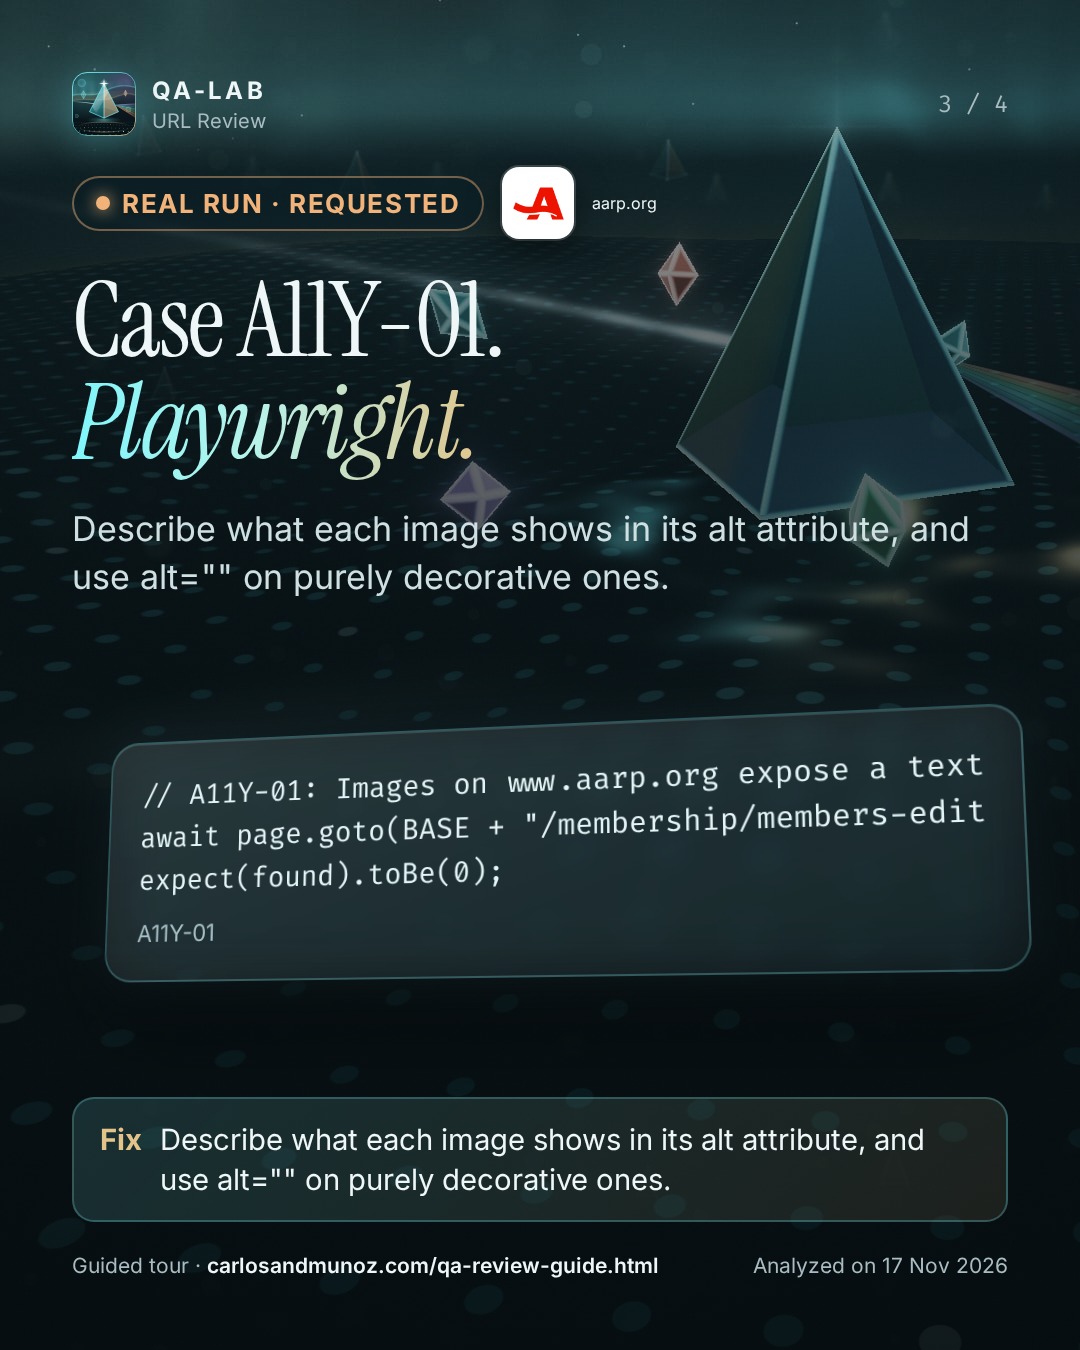 QA-LAB
URL Review
3 / 4
REAL RUN · REQUESTED
aarp.org
Case A11Y-01.
Playwright.
Describe what each image shows in its alt attribute, and
use alt="" on purely decorative ones.
// A11Y-01: Images on www.aarp.org expose a text
await page.goto(BASE + "/membership/members-edit
expect(found).toBe(0);
A11Y-01
Fix Describe what each image shows in its alt attribute, and
use alt="" on purely decorative ones.
Guided tour · carlosandmunoz.com/qa-review-guide.html
Analyzed on 17 Nov 2026